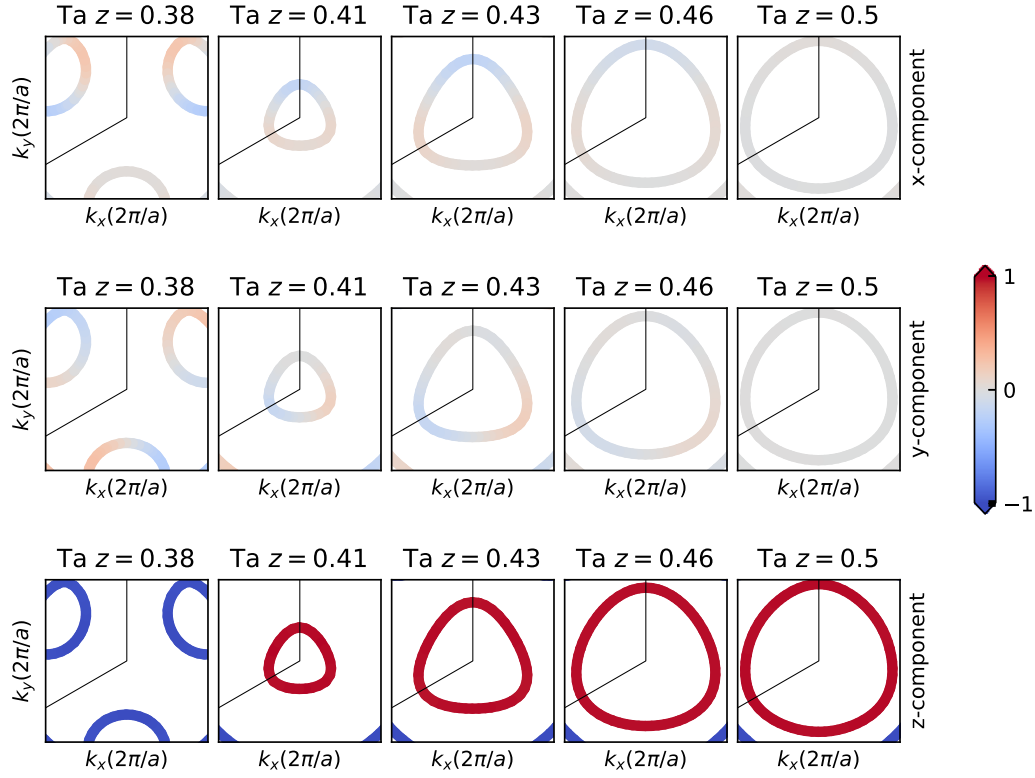 Ta z = 0.38 Ta z = 0.41 Ta z = 0.43 Ta z = 0.46 Ta z = 0.5
k_y(2π/a)
x-component
k_x(2π/a) k_x(2π/a) k_x(2π/a) k_x(2π/a) k_x(2π/a)
Ta z = 0.38 Ta z = 0.41 Ta z = 0.43 Ta z = 0.46 Ta z = 0.5
k_y(2π/a)
y-component
k_x(2π/a) k_x(2π/a) k_x(2π/a) k_x(2π/a) k_x(2π/a)
1
0
−1
Ta z = 0.38 Ta z = 0.41 Ta z = 0.43 Ta z = 0.46 Ta z = 0.5
k_y(2π/a)
z-component
k_x(2π/a) k_x(2π/a) k_x(2π/a) k_x(2π/a) k_x(2π/a)